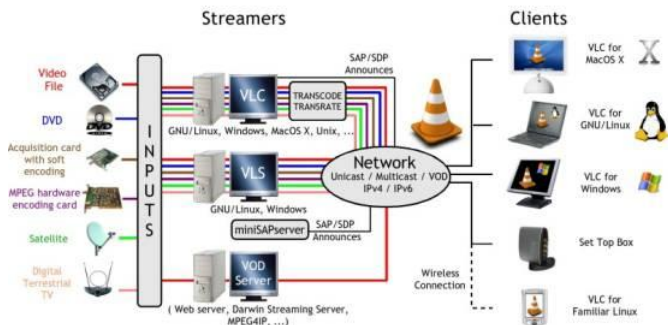 Streamers
Clients
Video
File
DVD
Acquisition card
with soft
encoding
MPEG hardware
encoding card
Satellite
Digital
Terrestrial
TV
INPUTS
VLC
TRANSCODE
TRANSRATE
SAP/SDP
Announces
GNU/Linux, Windows, MacOS X, Unix, ...
VLS
GNU/Linux, Windows
Network
Unicast / Multicast / VOD
IPv4 / IPv6
miniSAPserver
SAP/SDP
Announces
VOD
Server
( Web server, Darwin Streaming Server,
MPEG4IP, ...)
Wireless
Connection
VLC for
MacOS X
VLC for
GNU/Linux
VLC for
Windows
Set Top Box
VLC for
Familiar Linux